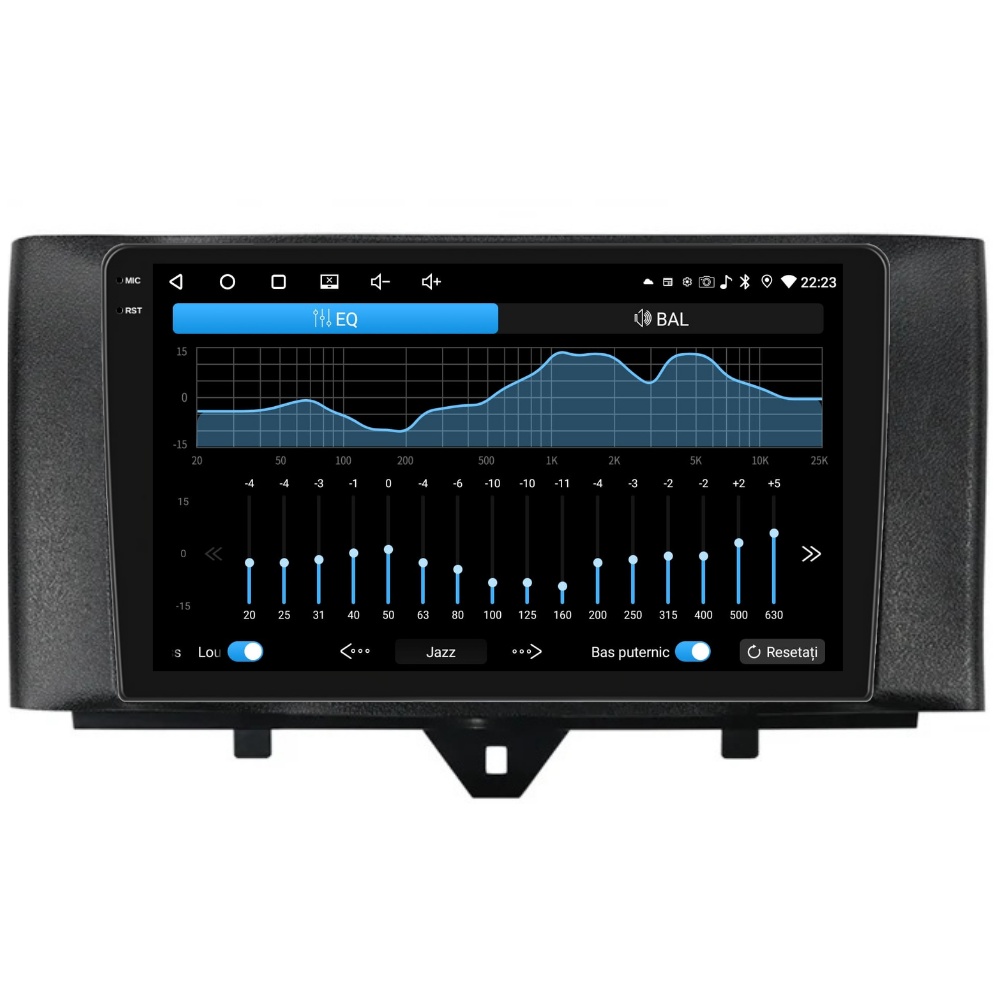 MIC
22:23
RST
EQ
BAL
15
0
-15
20 50 100 200 500 1K 2K 5K 10K 25K
-4 -4 -3 -1 0 -4 -6 -10 -10 -11 -4 -3 -2 -2 +2 +5
15
0
-15
20 25 31 40 50 63 80 100 125 160 200 250 315 400 500 630
s Lou Jazz Bas puternic Resetați